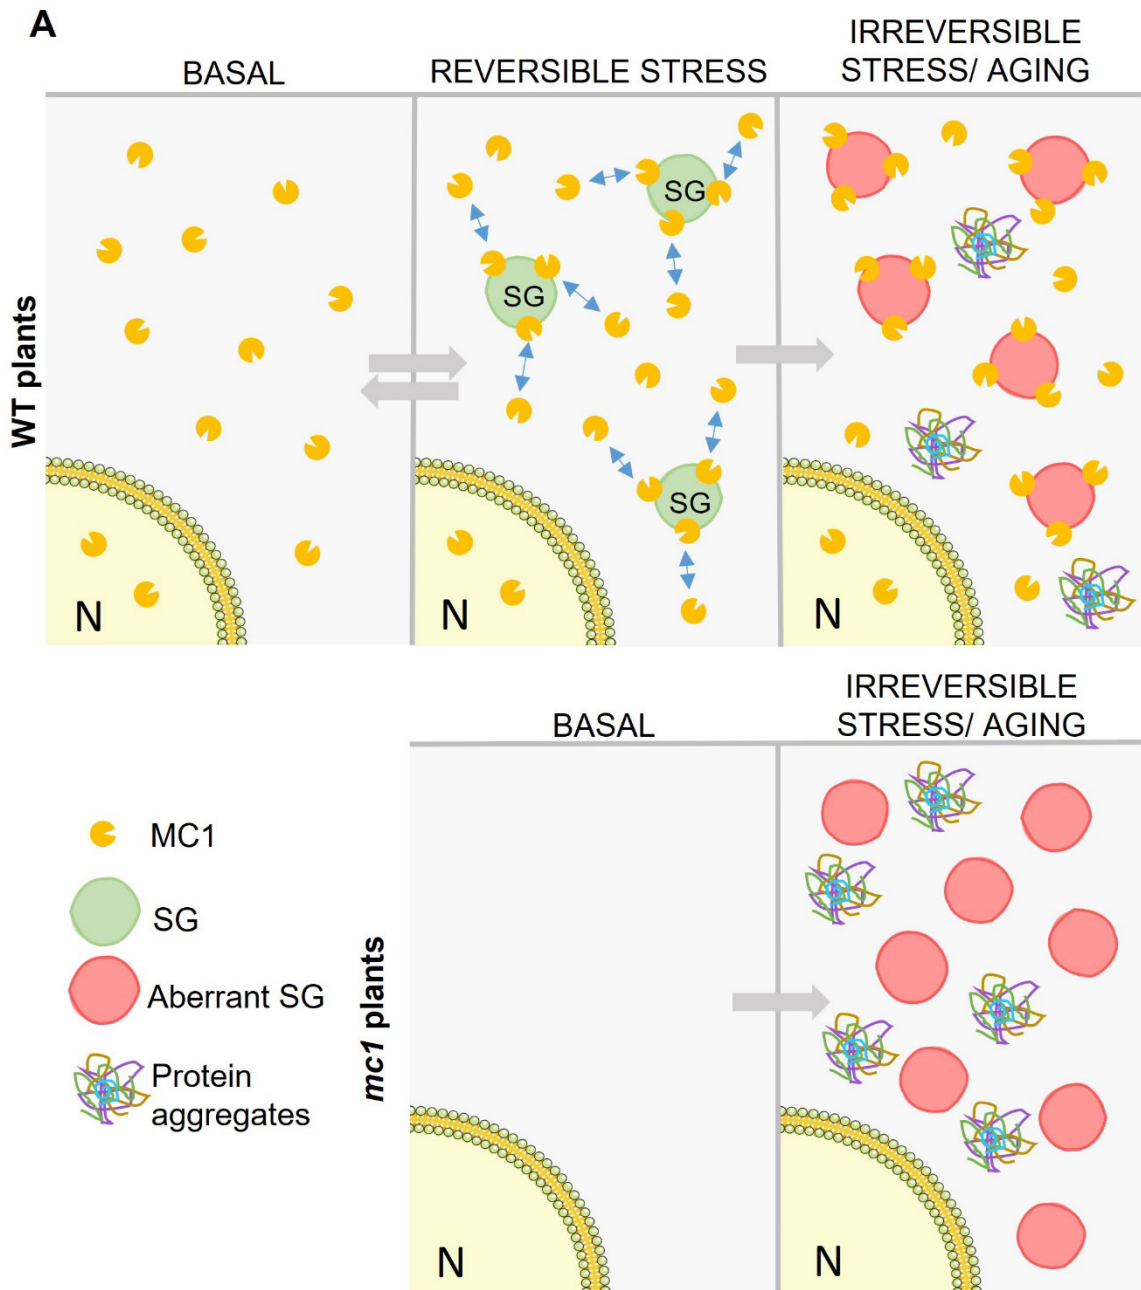 A
BASAL
REVERSIBLE STRESS
IRREVERSIBLE
STRESS/ AGING
WT plants
SG
SG
SG
N
N
N
BASAL
IRREVERSIBLE
STRESS/ AGING
MC1
SG
Aberrant SG
Protein
aggregates
mc1 plants
N
N